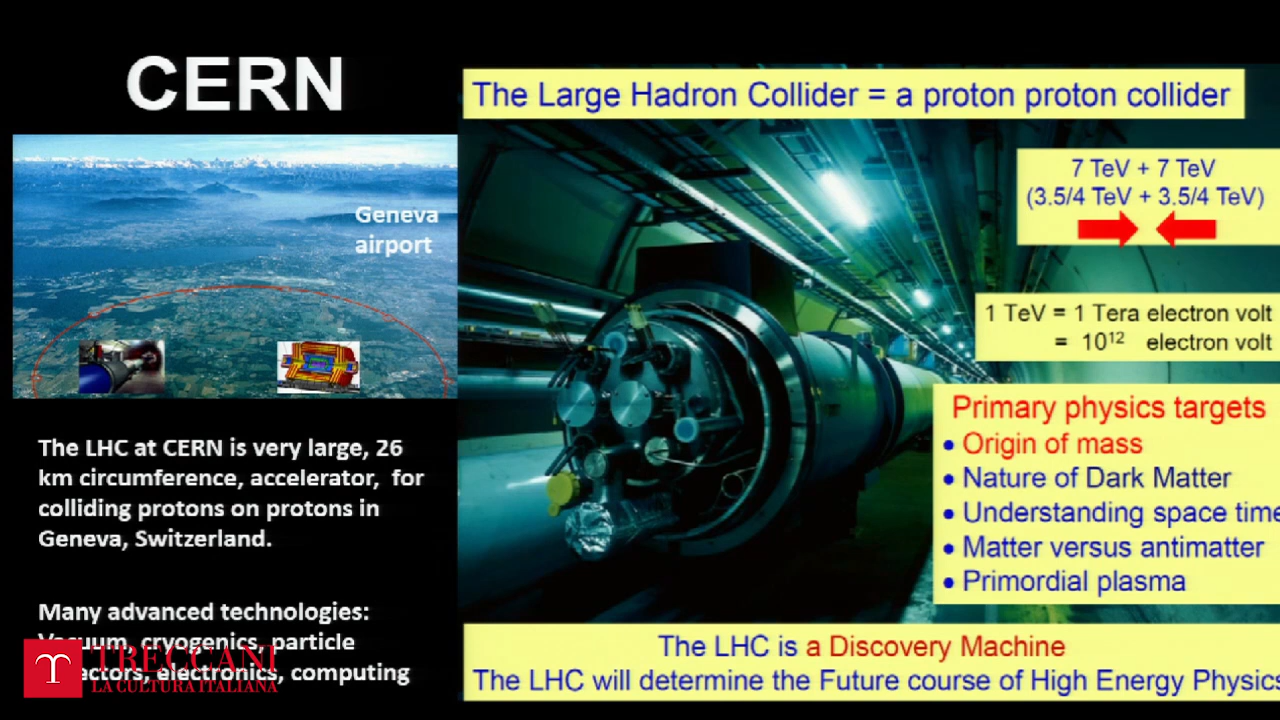 CERN
Geneva
airport
The LHC at CERN is very large, 26
km circumference, accelerator, for
colliding protons on protons in
Geneva, Switzerland.
Many advanced technologies:
Vacuum, cryogenics, particle
electronics, computing
TRECCANI
LA CULTURA ITALIANA
The Large Hadron Collider = a proton proton collider
7 TeV + 7 TeV
(3.5/4 TeV + 3.5/4 TeV)
1 TeV = 1 Tera electron volt
= 10¹² electron volt
Primary physics targets
• Origin of mass
• Nature of Dark Matter
• Understanding space time
• Matter versus antimatter
• Primordial plasma
The LHC is a Discovery Machine
The LHC will determine the Future course of High Energy Physics